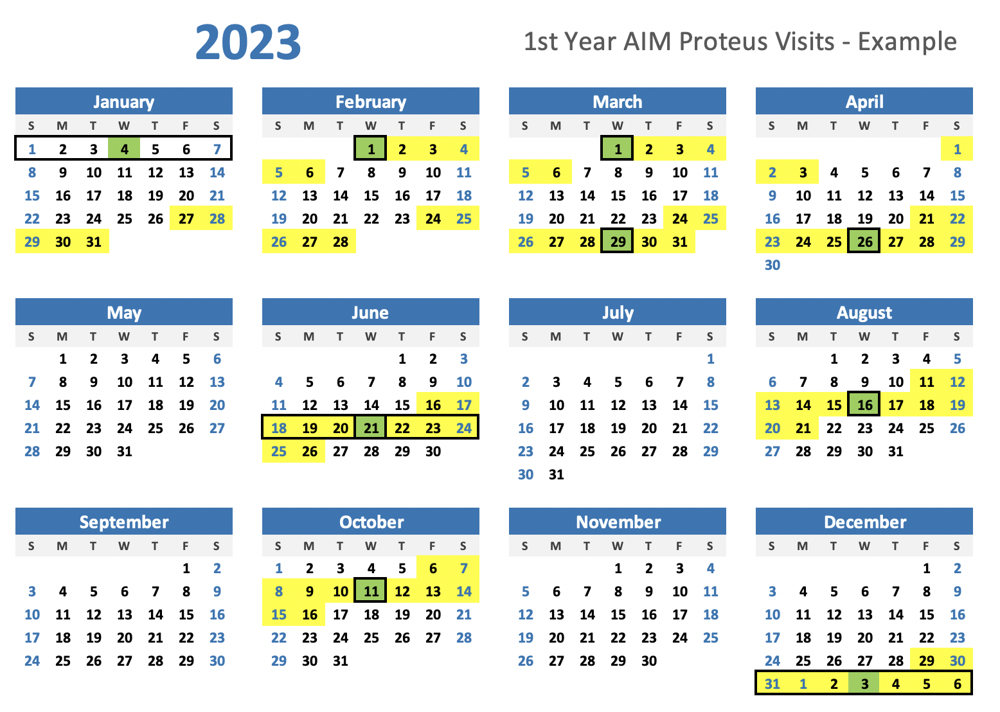 2023
1st Year AIM Proteus Visits - Example
January
S M T W T F S
1 2 3 4 5 6 7
8 9 10 11 12 13 14
15 16 17 18 19 20 21
22 23 24 25 26 27 28
29 30 31
February
S M T W T F S
1 2 3 4
5 6 7 8 9 10 11
12 13 14 15 16 17 18
19 20 21 22 23 24 25
26 27 28
March
S M T W T F S
1 2 3 4
5 6 7 8 9 10 11
12 13 14 15 16 17 18
19 20 21 22 23 24 25
26 27 28 29 30 31
April
S M T W T F S
1
2 3 4 5 6 7 8
9 10 11 12 13 14 15
16 17 18 19 20 21 22
23 24 25 26 27 28 29
30
May
S M T W T F S
1 2 3 4 5 6
7 8 9 10 11 12 13
14 15 16 17 18 19 20
21 22 23 24 25 26 27
28 29 30 31
June
S M T W T F S
1 2 3
4 5 6 7 8 9 10
11 12 13 14 15 16 17
18 19 20 21 22 23 24
25 26 27 28 29 30
July
S M T W T F S
1
2 3 4 5 6 7 8
9 10 11 12 13 14 15
16 17 18 19 20 21 22
23 24 25 26 27 28 29
30 31
August
S M T W T F S
1 2 3 4 5
6 7 8 9 10 11 12
13 14 15 16 17 18 19
20 21 22 23 24 25 26
27 28 29 30 31
September
S M T W T F S
1 2
3 4 5 6 7 8 9
10 11 12 13 14 15 16
17 18 19 20 21 22 23
24 25 26 27 28 29 30
October
S M T W T F S
1 2 3 4 5 6 7
8 9 10 11 12 13 14
15 16 17 18 19 20 21
22 23 24 25 26 27 28
29 30 31
November
S M T W T F S
1 2 3 4
5 6 7 8 9 10 11
12 13 14 15 16 17 18
19 20 21 22 23 24 25
26 27 28 29 30
December
S M T W T F S
1 2
3 4 5 6 7 8 9
10 11 12 13 14 15 16
17 18 19 20 21 22 23
24 25 26 27 28 29 30
31 1 2 3 4 5 6